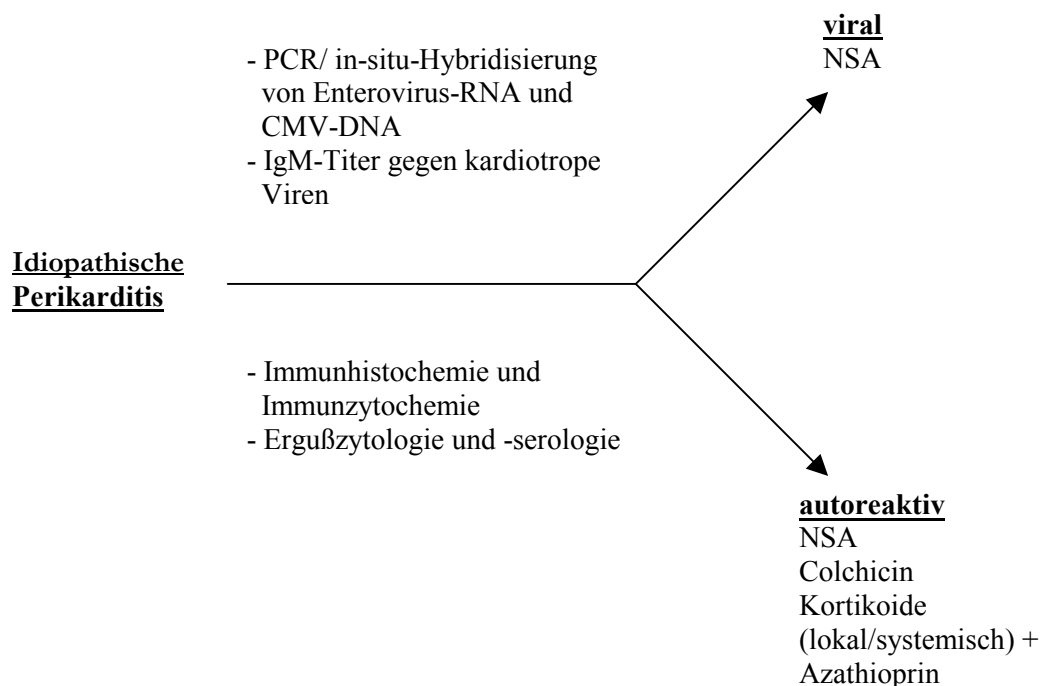 viral
NSA
- PCR/ in-situ-Hybridisierung
von Enterovirus-RNA und
CMV-DNA
- IgM-Titer gegen kardiotrope
Viren
Idiopathische
Perikarditis
- Immunhistochemie und
Immunzytochemie
- Ergußzytologie und -serologie
autoreaktiv
NSA
Colchicin
Kortikoide
(lokal/systemisch) +
Azathioprin